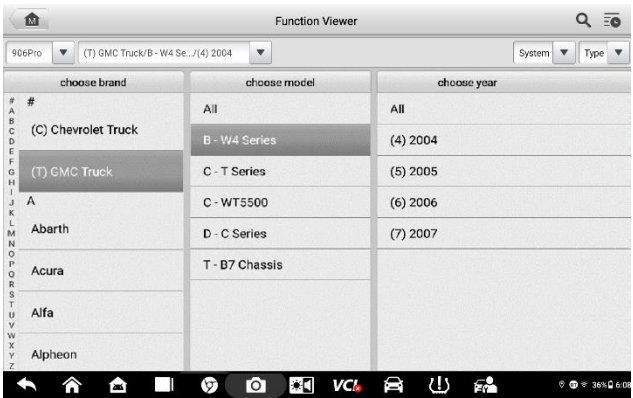 M
Function Viewer
906Pro (T) GMC Truck/B - W4 Se.../(4) 2004 System Type
choose brand choose model choose year
#
A
B
C
D
E
F
G
H
I
J
K
L
M
N
O
P
Q
R
S
T
U
V
W
X
Y
Z
#
(C) Chevrolet Truck
(T) GMC Truck
A
Abarth
Acura
Alfa
Alpheon
All
B - W4 Series
C - T Series
C - WT5500
D - C Series
T - B7 Chassis
All
(4) 2004
(5) 2005
(6) 2006
(7) 2007
VCI
36% 6:08